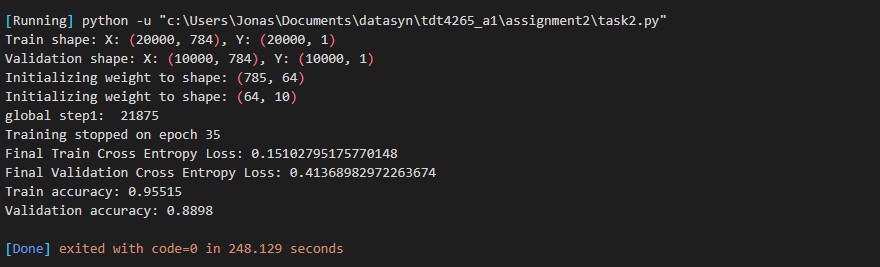 [Running] python -u "c:\Users\Jonas\Documents\datasyn\tdt4265_a1\assignment2\task2.py"
Train shape: X: (20000, 784), Y: (20000, 1)
Validation shape: X: (10000, 784), Y: (10000, 1)
Initializing weight to shape: (785, 64)
Initializing weight to shape: (64, 10)
global step1:  21875
Training stopped on epoch 35
Final Train Cross Entropy Loss: 0.15102795175770148
Final Validation Cross Entropy Loss: 0.41368982972263674
Train accuracy: 0.95515
Validation accuracy: 0.8898
[Done] exited with code=0 in 248.129 seconds